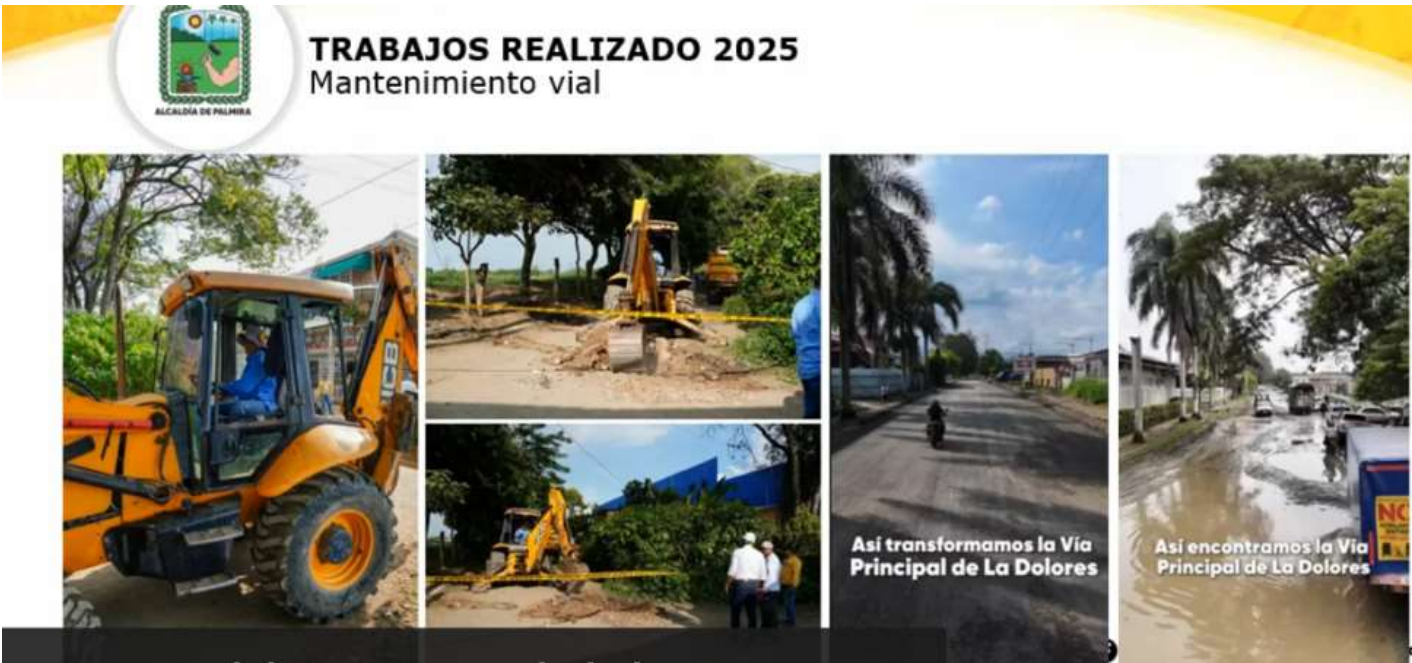 TRABAJOS REALIZADO 2025
Mantenimiento vial
ALCALDÍA DE PALMIRA
JCB
Así transformamos la Vía
Principal de La Dolores
Así encontramos la Vía
Principal de La Dolores